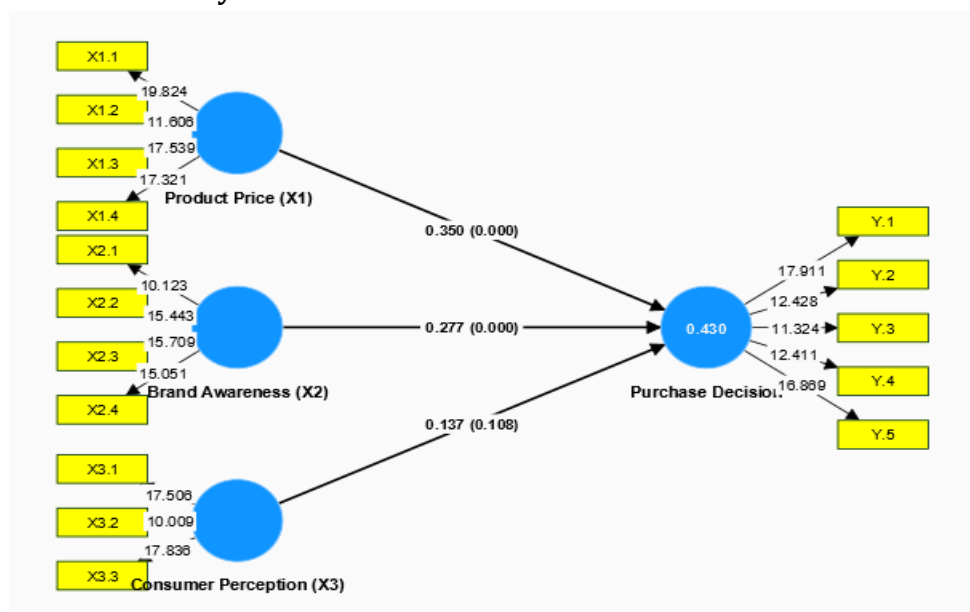 X1.1
19.824
X1.2
11.606
X1.3
17.539
17.321
X1.4
Product Price (X1)
X2.1
10.123
X2.2
15.443
X2.3
15.709
15.051
X2.4
Brand Awareness (X2)
X3.1
17.506
X3.2
10.009
17.836
X3.3
Consumer Perception (X3)
0.350 (0.000)
0.277 (0.000)
0.137 (0.108)
0.430
Purchase
Y.1
17.911
Y.2
12.428
Y.3
11.324
12.411
Y.4
16.869
Y.5